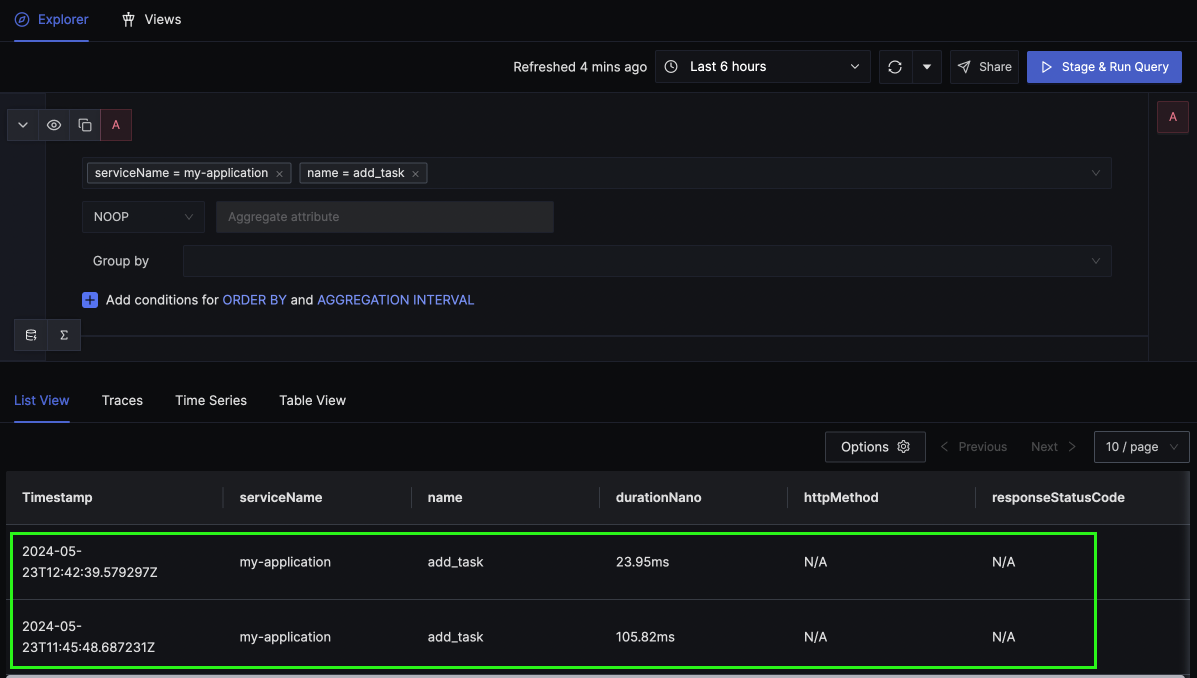 Explorer Views
Refreshed 4 mins ago Last 6 hours Share Stage & Run Query
A A
serviceName = my-application × name = add_task ×
NOOP Aggregate attribute
Group by
+ Add conditions for ORDER BY and AGGREGATION INTERVAL
Σ
List View Traces Time Series Table View
Options < Previous Next > 10 / page
Timestamp serviceName name durationNano httpMethod responseStatusCode
2024-05-
23T12:42:39.579297Z my-application add_task 23.95ms N/A N/A
2024-05-
23T11:45:48.687231Z my-application add_task 105.82ms N/A N/A